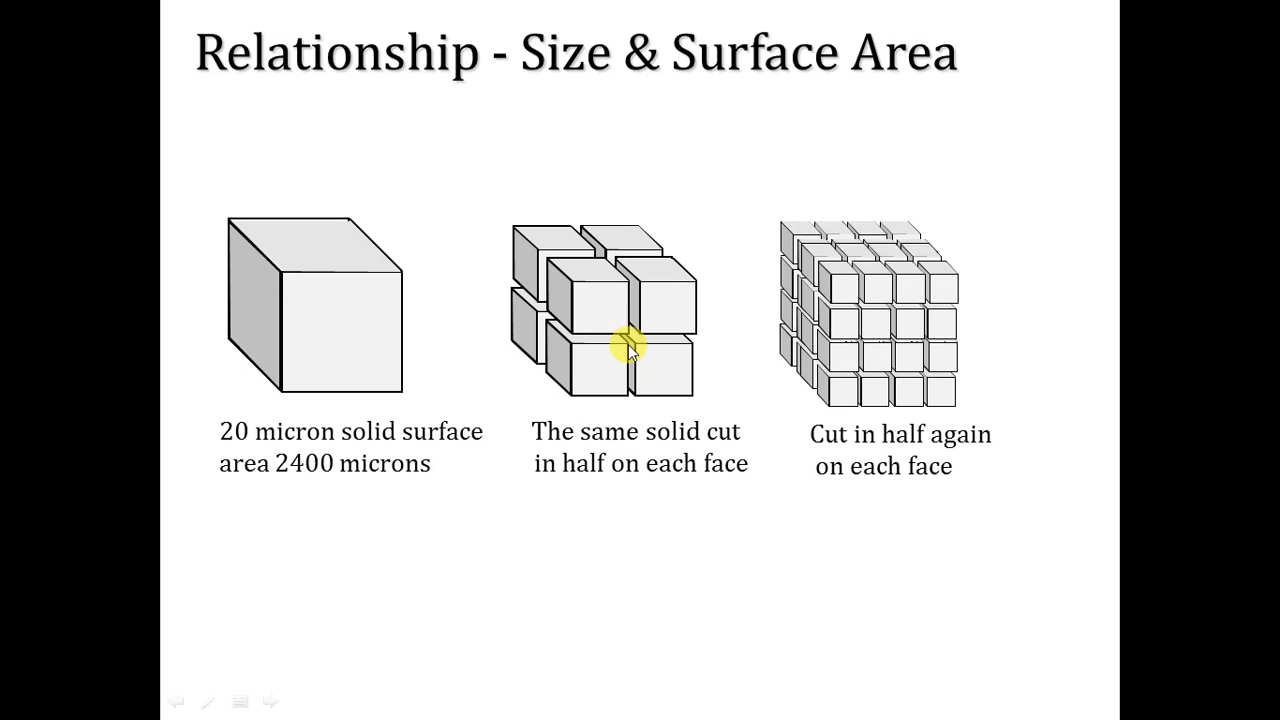 Relationship - Size & Surface Area
20 micron solid surface
area 2400 microns
The same solid cut
in half on each face
Cut in half again
on each face